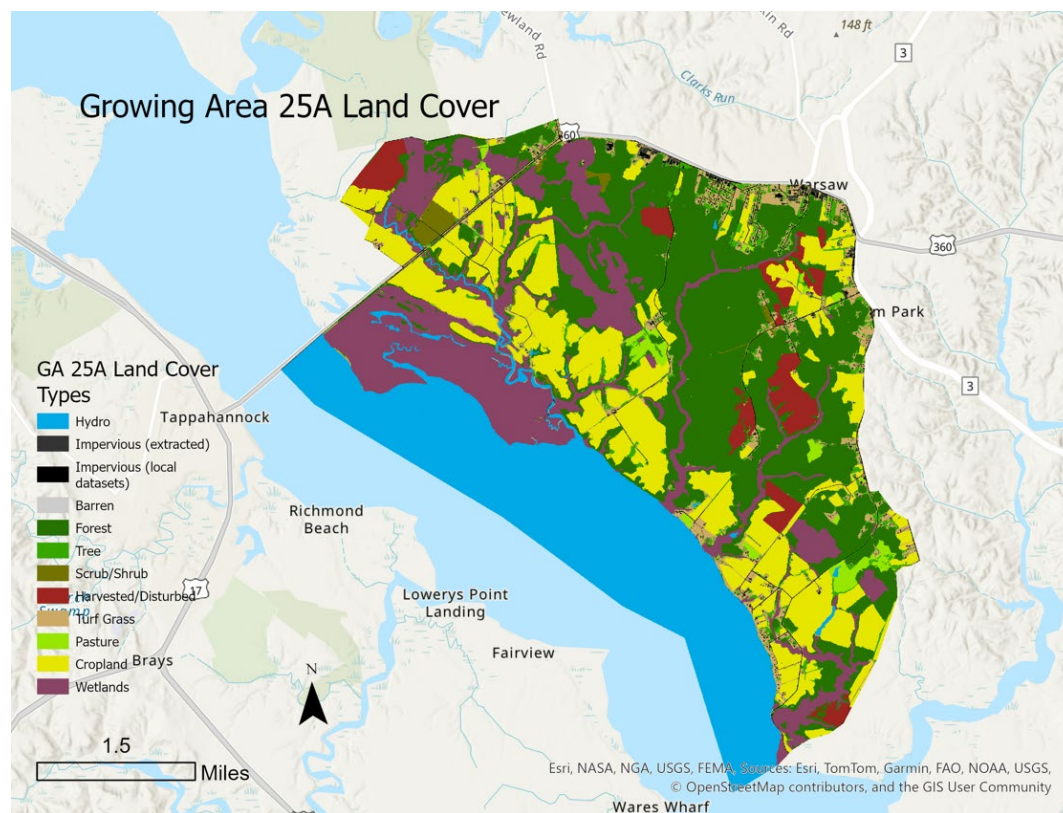 148 ft
3
Clarks Run
Growing Area 25A Land Cover
360
Warsaw
360
m Park
GA 25A Land Cover
Types
Hydro
Tappahannock
3
Impervious (extracted)
Impervious (local
datasets)
Barren
Richmond
Beach
Forest
Tree
Scrub/Shrub
17
Harvested/Disturbed
Lowerys Point
Landing
Swamp
Turf Grass
Pasture
Fairview
Cropland
Brays
Wetlands
N
1.5
Miles
Esri, NASA, NGA, USGS, FEMA, Sources: Esri, TomTom, Garmin, FAO, NOAA, USGS,
© OpenStreetMap contributors, and the GIS User Community
Wares Wharf